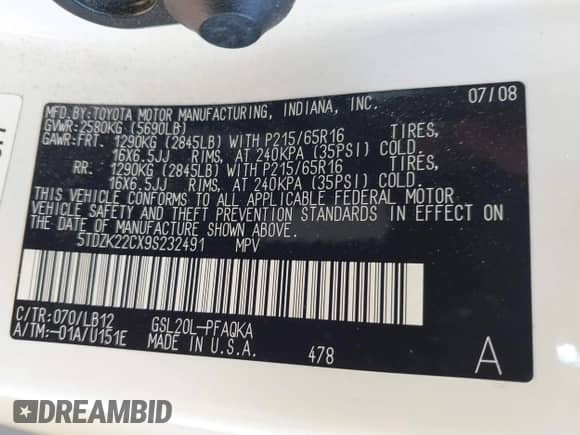 MFD.BY:TOYOTA MOTOR MANUFACTURING, INDIANA, INC. 07/08
GVWR:2580KG (5690LB)
GAWR:FRT. 1290KG (2845LB) WITH P215/65R16 TIRES,
16X6.5JJ RIMS, AT 240KPA (35PSI) COLD.
RR. 1290KG (2845LB) WITH P215/65R16 TIRES,
16X6.5JJ RIMS, AT 240KPA (35PSI) COLD.
THIS VEHICLE CONFORMS TO ALL APPLICABLE FEDERAL MOTOR
VEHICLE SAFETY AND THEFT PREVENTION STANDARDS IN EFFECT ON
THE DATE OF MANUFACTURE SHOWN ABOVE.
5TDZK22CX9S232491 MPV
C/TR:070/LB12 GSL20L-PFAQKA
A/TM:-01A/U151E MADE IN U.S.A. 478 A
DREAMBID